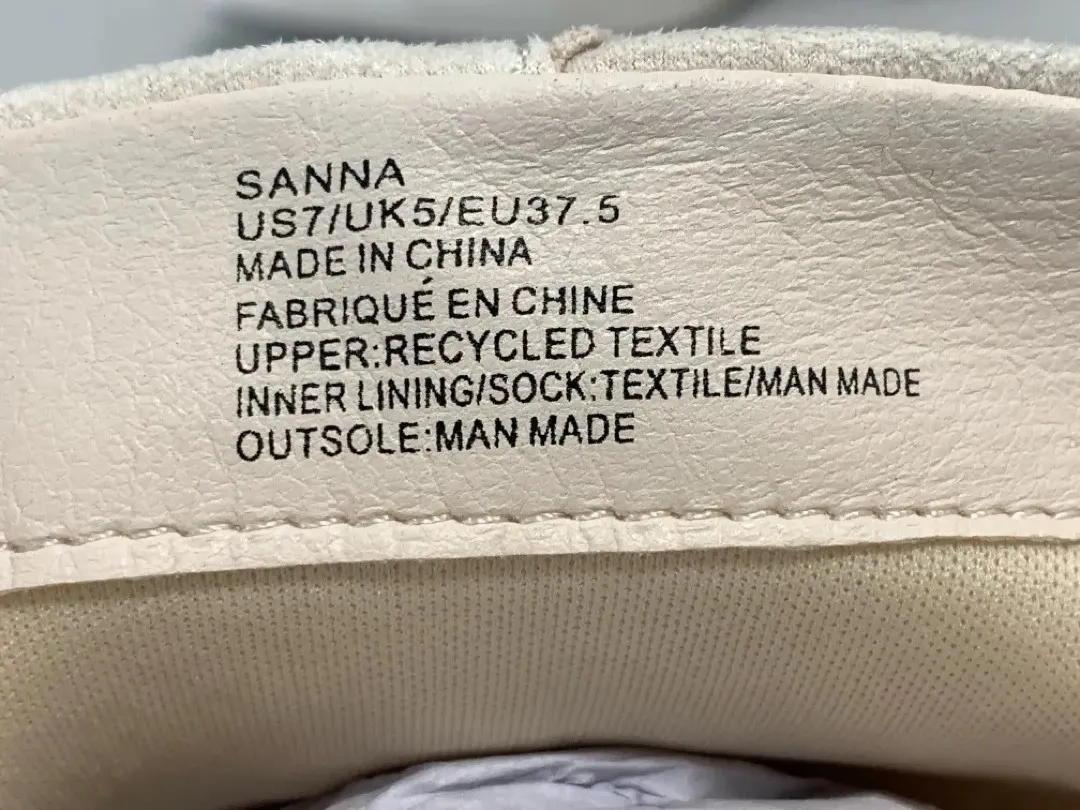 SANNA
US7/UK5/EU37.5
MADE IN CHINA
FABRIQUÉ EN CHINE
UPPER:RECYCLED TEXTILE
INNER LINING/SOCK:TEXTILE/MAN MADE
OUTSOLE:MAN MADE